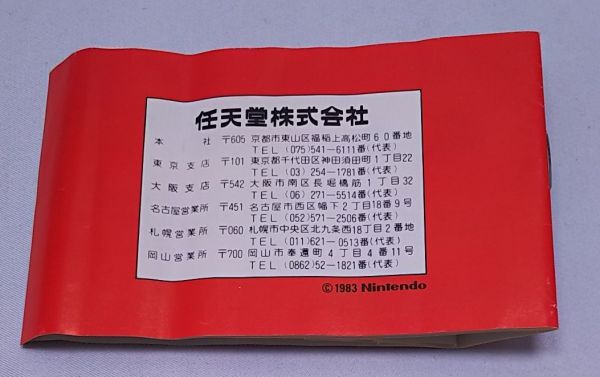 任天堂株式会社
本社 〒605 京都市東山区福稲上高松町60番地
TEL (075)541-6111番(代表)
東京支店 〒101 東京都千代田区神田須田町1丁目22
TEL (03) 254-1781番(代表)
大阪支店 〒542 大阪市南区長堀橋筋1丁目32
TEL (06) 271-5514番(代表)
名古屋営業所 〒451 名古屋市西区幅下2丁目18番9号
TEL (052)571-2506番(代表)
札幌営業所 〒060 札幌市中央区北九条西18丁目2番地
TEL (011)621-0513番(代表)
岡山営業所 〒700 岡山市奉還町4丁目4番11号
TEL (0862)52-1821番(代表)
©1983 Nintendo